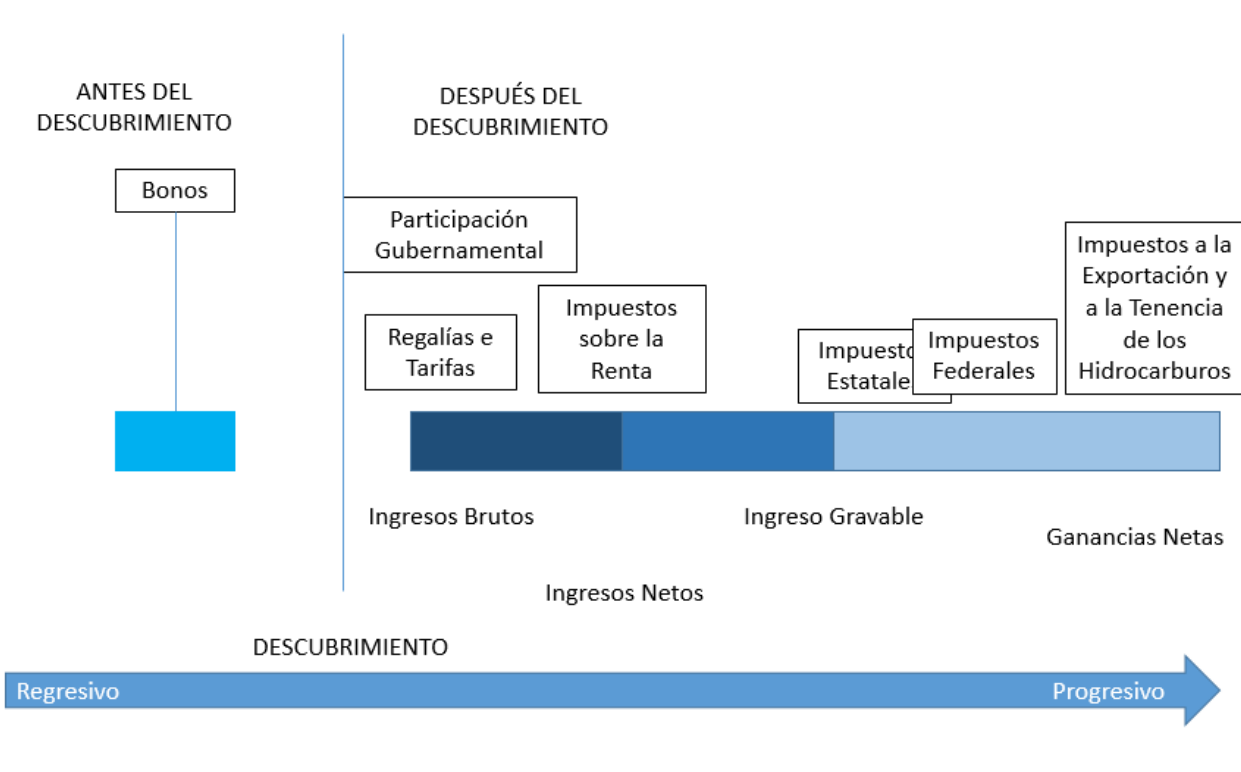 ANTES DEL
DESCUBRIMIENTO
DESPUÉS DEL
DESCUBRIMIENTO
Bonos
Participación
Gubernamental
Regalías e
Tarifas
Impuestos
sobre la
Renta
Impuesto
Estatale
Impuestos
Federales
Impuestos a la
Exportación y
a la Tenencia
de los
Hidrocarburos
Ingresos Brutos
Ingreso Gravable
Ganancias Netas
Ingresos Netos
DESCUBRIMIENTO
Regresivo
Progresivo